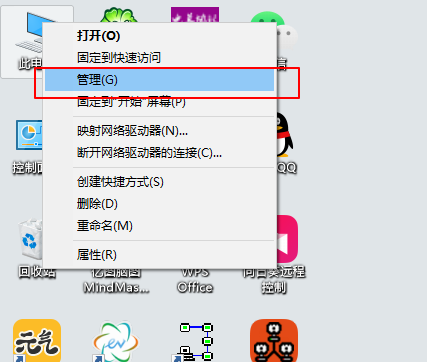 此电
打开(O)
固定到快速访问
管理(G)
固定到"开始"屏幕(P)
映射网络驱动器(N)...
断开网络驱动器的连接(C)...
创建快捷方式(S)
删除(D)
重命名(M)
属性(R)
信
控制面
QQ
回收站
亿图脑图
MindMas...
WPS
Office
向日葵远程
控制
元气
ev